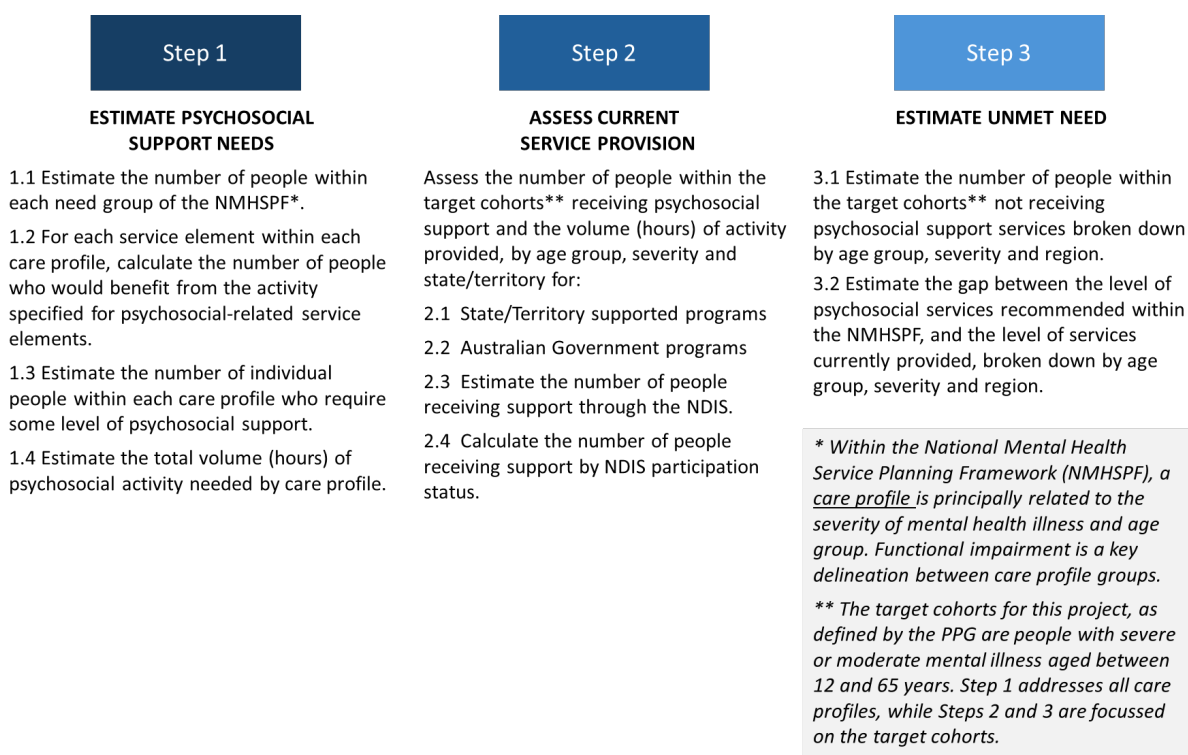 Step 1
ESTIMATE PSYCHOSOCIAL
SUPPORT NEEDS
1.1 Estimate the number of people within
each need group of the NMHSPF*.
1.2 For each service element within each
care profile, calculate the number of people
who would benefit from the activity
specified for psychosocial-related service
elements.
1.3 Estimate the number of individual
people within each care profile who require
some level of psychosocial support.
1.4 Estimate the total volume (hours) of
psychosocial activity needed by care profile.
Step 2
ASSESS CURRENT
SERVICE PROVISION
Assess the number of people within the
target cohorts** receiving psychosocial
support and the volume (hours) of activity
provided, by age group, severity and
state/territory for:
2.1 State/Territory supported programs
2.2 Australian Government programs
2.3 Estimate the number of people
receiving support through the NDIS.
2.4 Calculate the number of people
receiving support by NDIS participation
status.
Step 3
ESTIMATE UNMET NEED
3.1 Estimate the number of people within
the target cohorts** not receiving
psychosocial support services broken down
by age group, severity and region.
3.2 Estimate the gap between the level of
psychosocial services recommended within
the NMHSPF, and the level of services
currently provided, broken down by age
group, severity and region.
* Within the National Mental Health
Service Planning Framework (NMHSPF), a
care profile is principally related to the
severity of mental health illness and age
group. Functional impairment is a key
delineation between care profile groups.
** The target cohorts for this project, as
defined by the PPG are people with severe
or moderate mental illness aged between
12 and 65 years. Step 1 addresses all care
profiles, while Steps 2 and 3 are focussed
on the target cohorts.